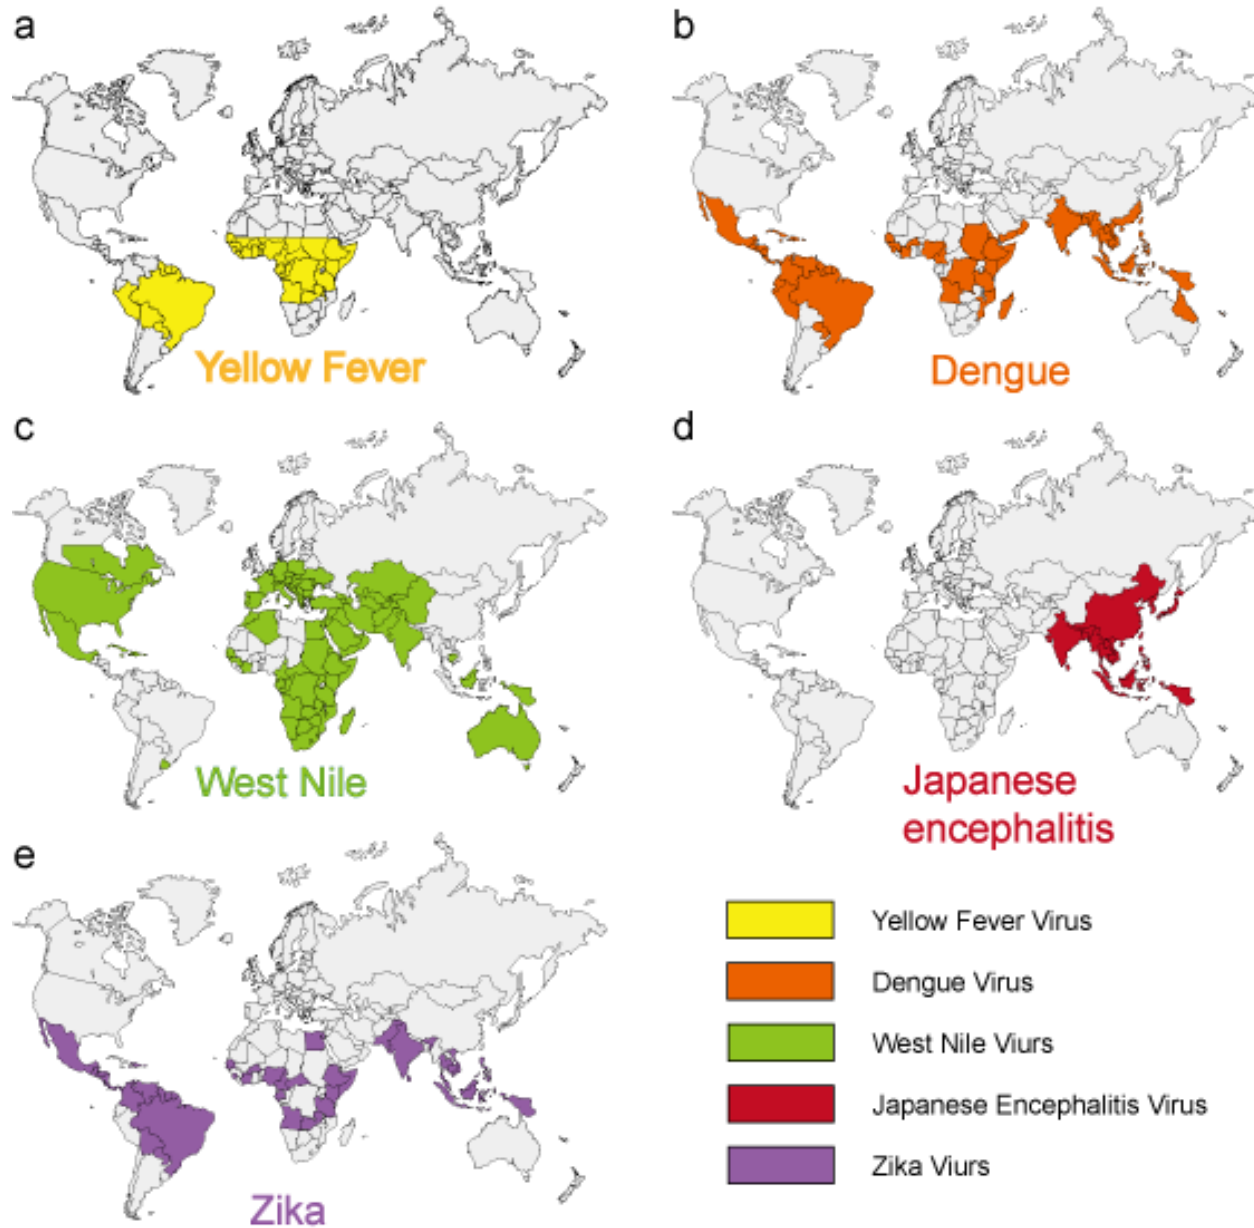 a
b
Yellow Fever
Dengue
c
d
West Nile
Japanese
encephalitis
e
Yellow Fever Virus
Dengue Virus
West Nile Viurs
Japanese Encephalitis Virus
Zika Viurs
Zika